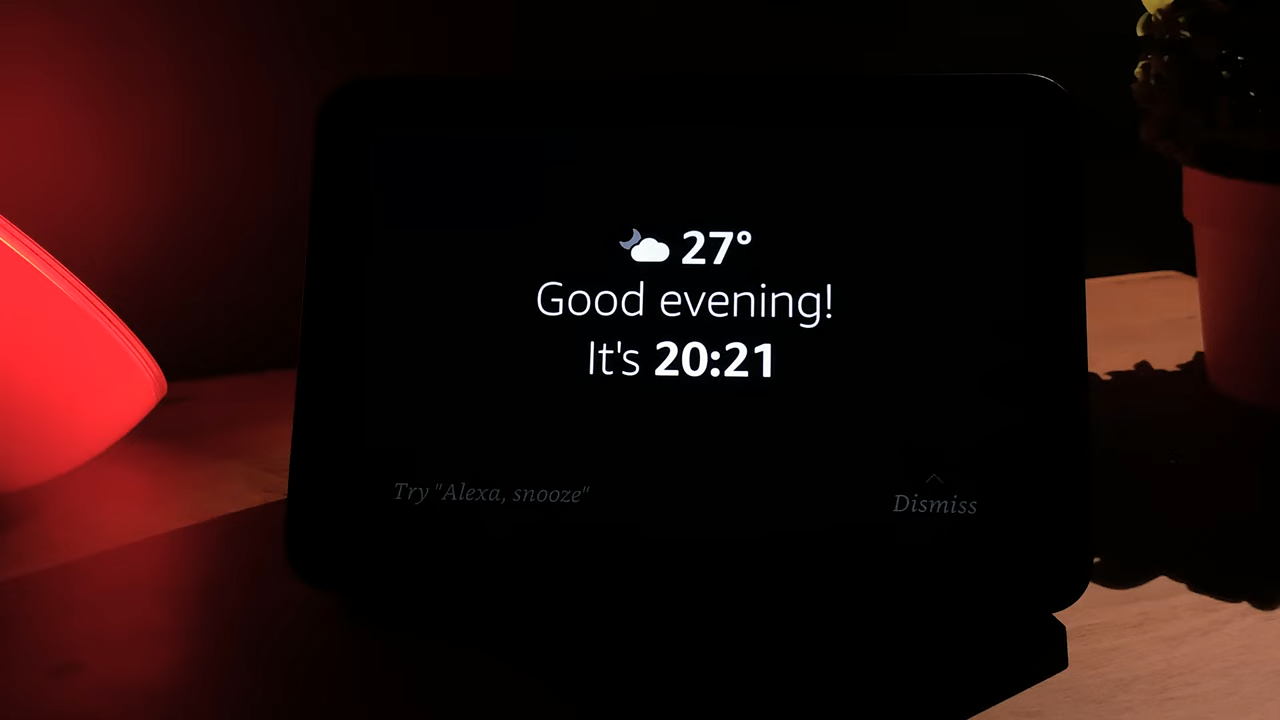 27°
Good evening!
It's 20:21
Try "Alexa, snooze"
Dismiss